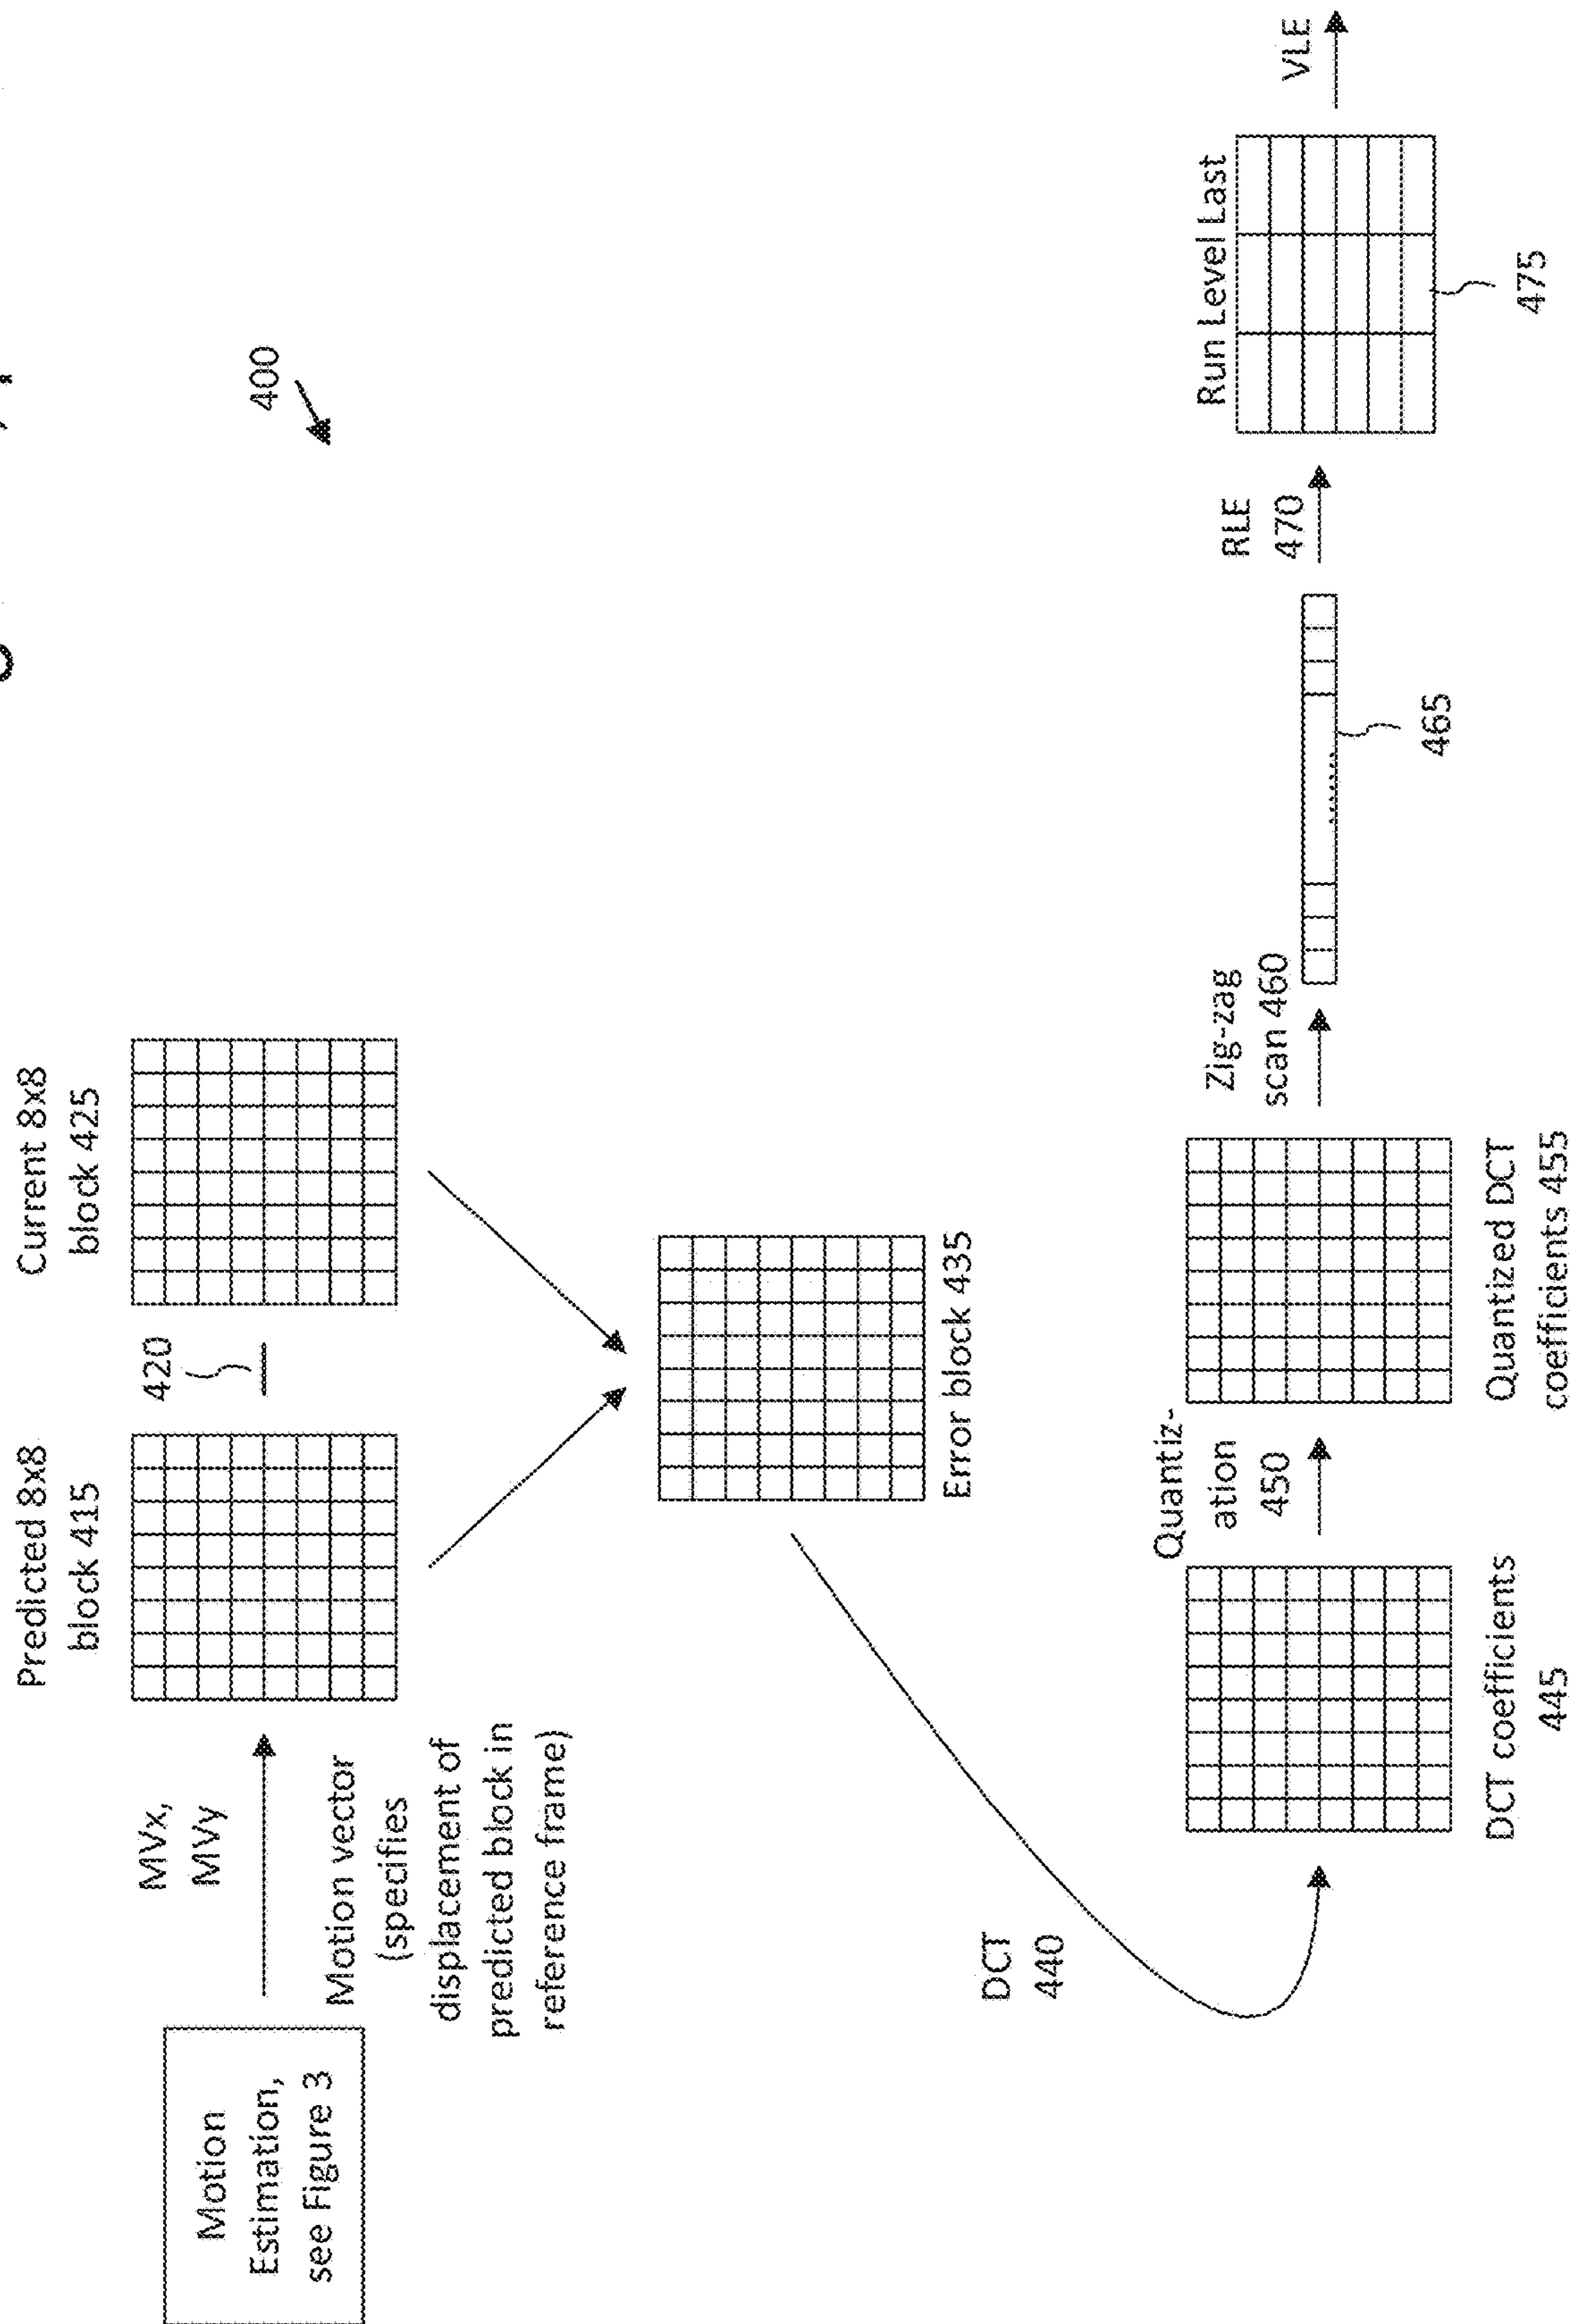 400
Motion
Estimation,
see Figure 3
MVx,
MVy
Motion vector
(specifies
displacement of
predicted block in
reference frame)
Predicted 8x8
block 415
420
Current 8x8
block 425
Error block 435
DCT
440
DCT coefficients
445
Quantiz-
ation
450
Quantized DCT
coefficients 455
Zig-zag
scan 460
465
RLE
470
Run Level Last
475
VLE